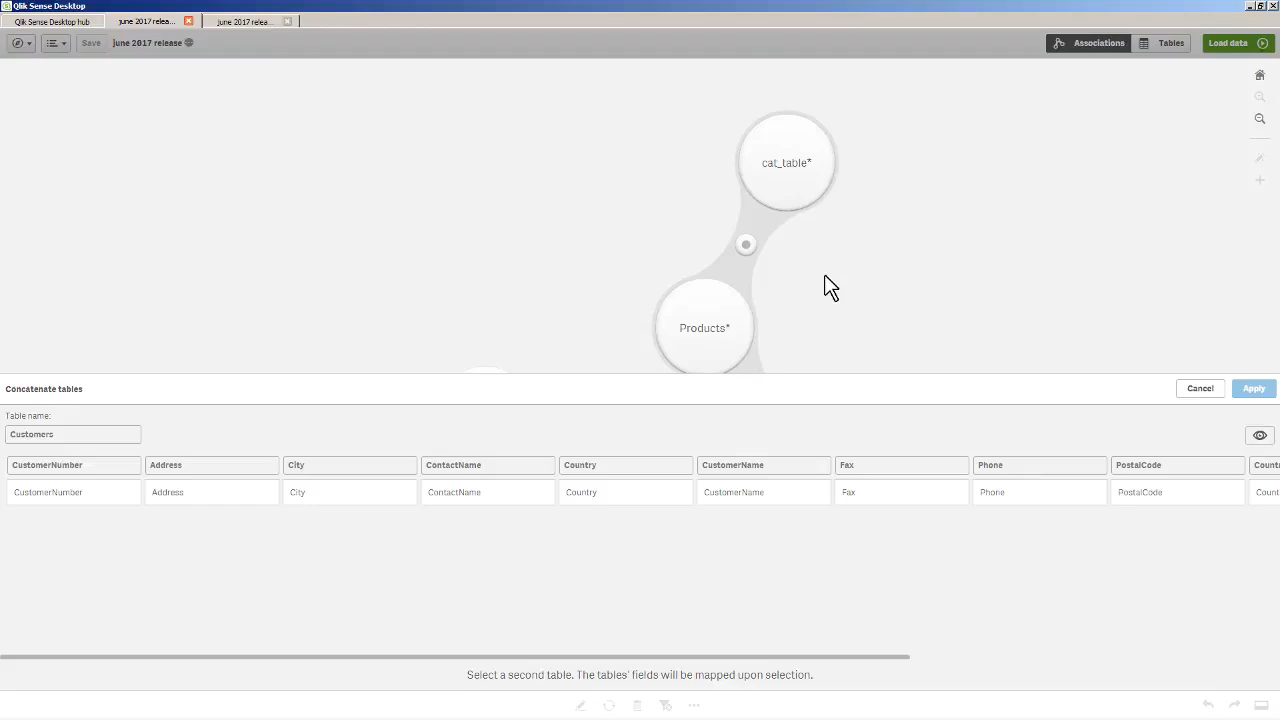 Qlik Sense Desktop
Qlik Sense Desktop hub
june 2017 relea...
june 2017 relea...
Save
june 2017 release
Associations
Tables
Load data
cat_table*
Products*
Concatenate tables
Cancel
Apply
Table name:
Customers
CustomerNumber Address City ContactName Country CustomerName Fax Phone PostalCode Count
CustomerNumber Address City ContactName Country CustomerName Fax Phone PostalCode Count
Select a second table. The tables' fields will be mapped upon selection.